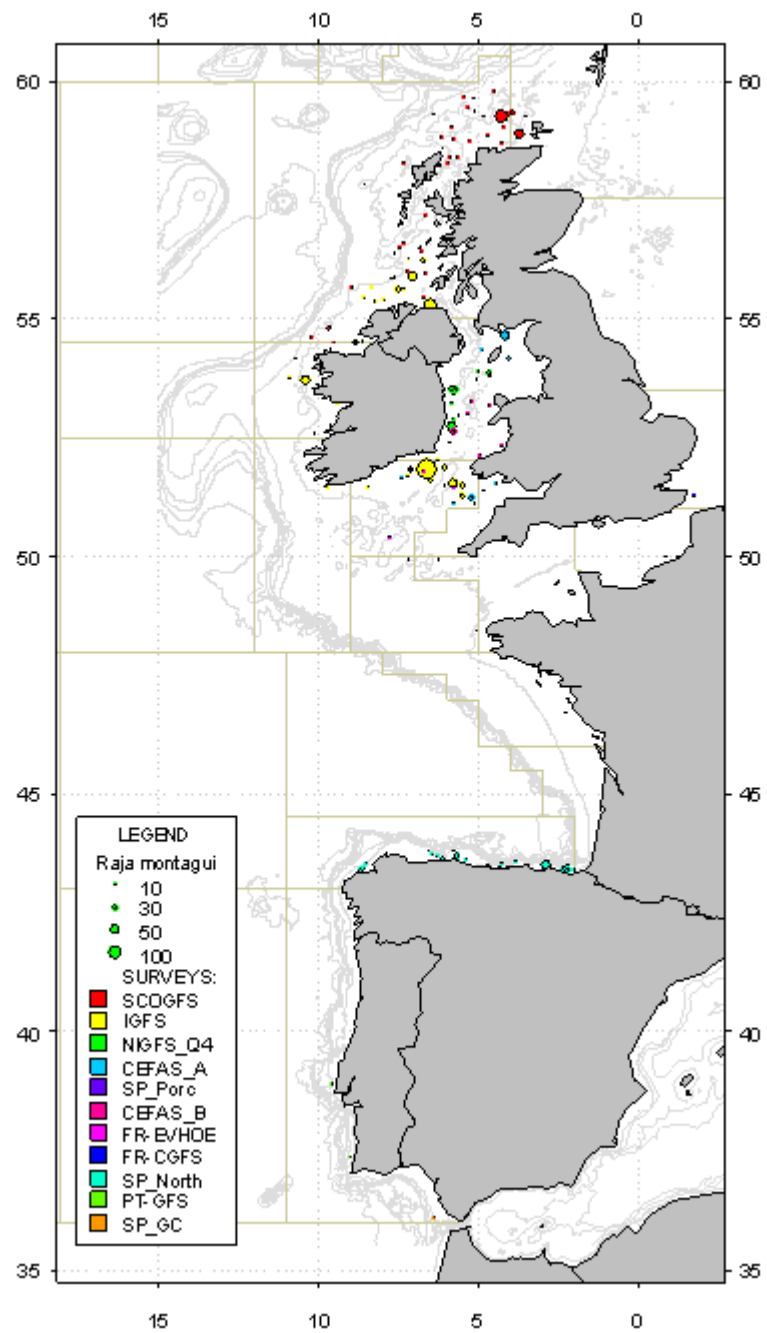 15 10 5 0
60 60
55 55
50 50
45 45
LEGEND
Raja montagui
10
30
50
100
SURVEYS:
SCOGFS
IGFS
NIGFS_Q4
CEFAS_A
SP_Porc
CEFAS_B
FR-EVHOE
FR-CGFS
SP_North
PT-GFS
SP_GC
40 40
35 35
15 10 5 0